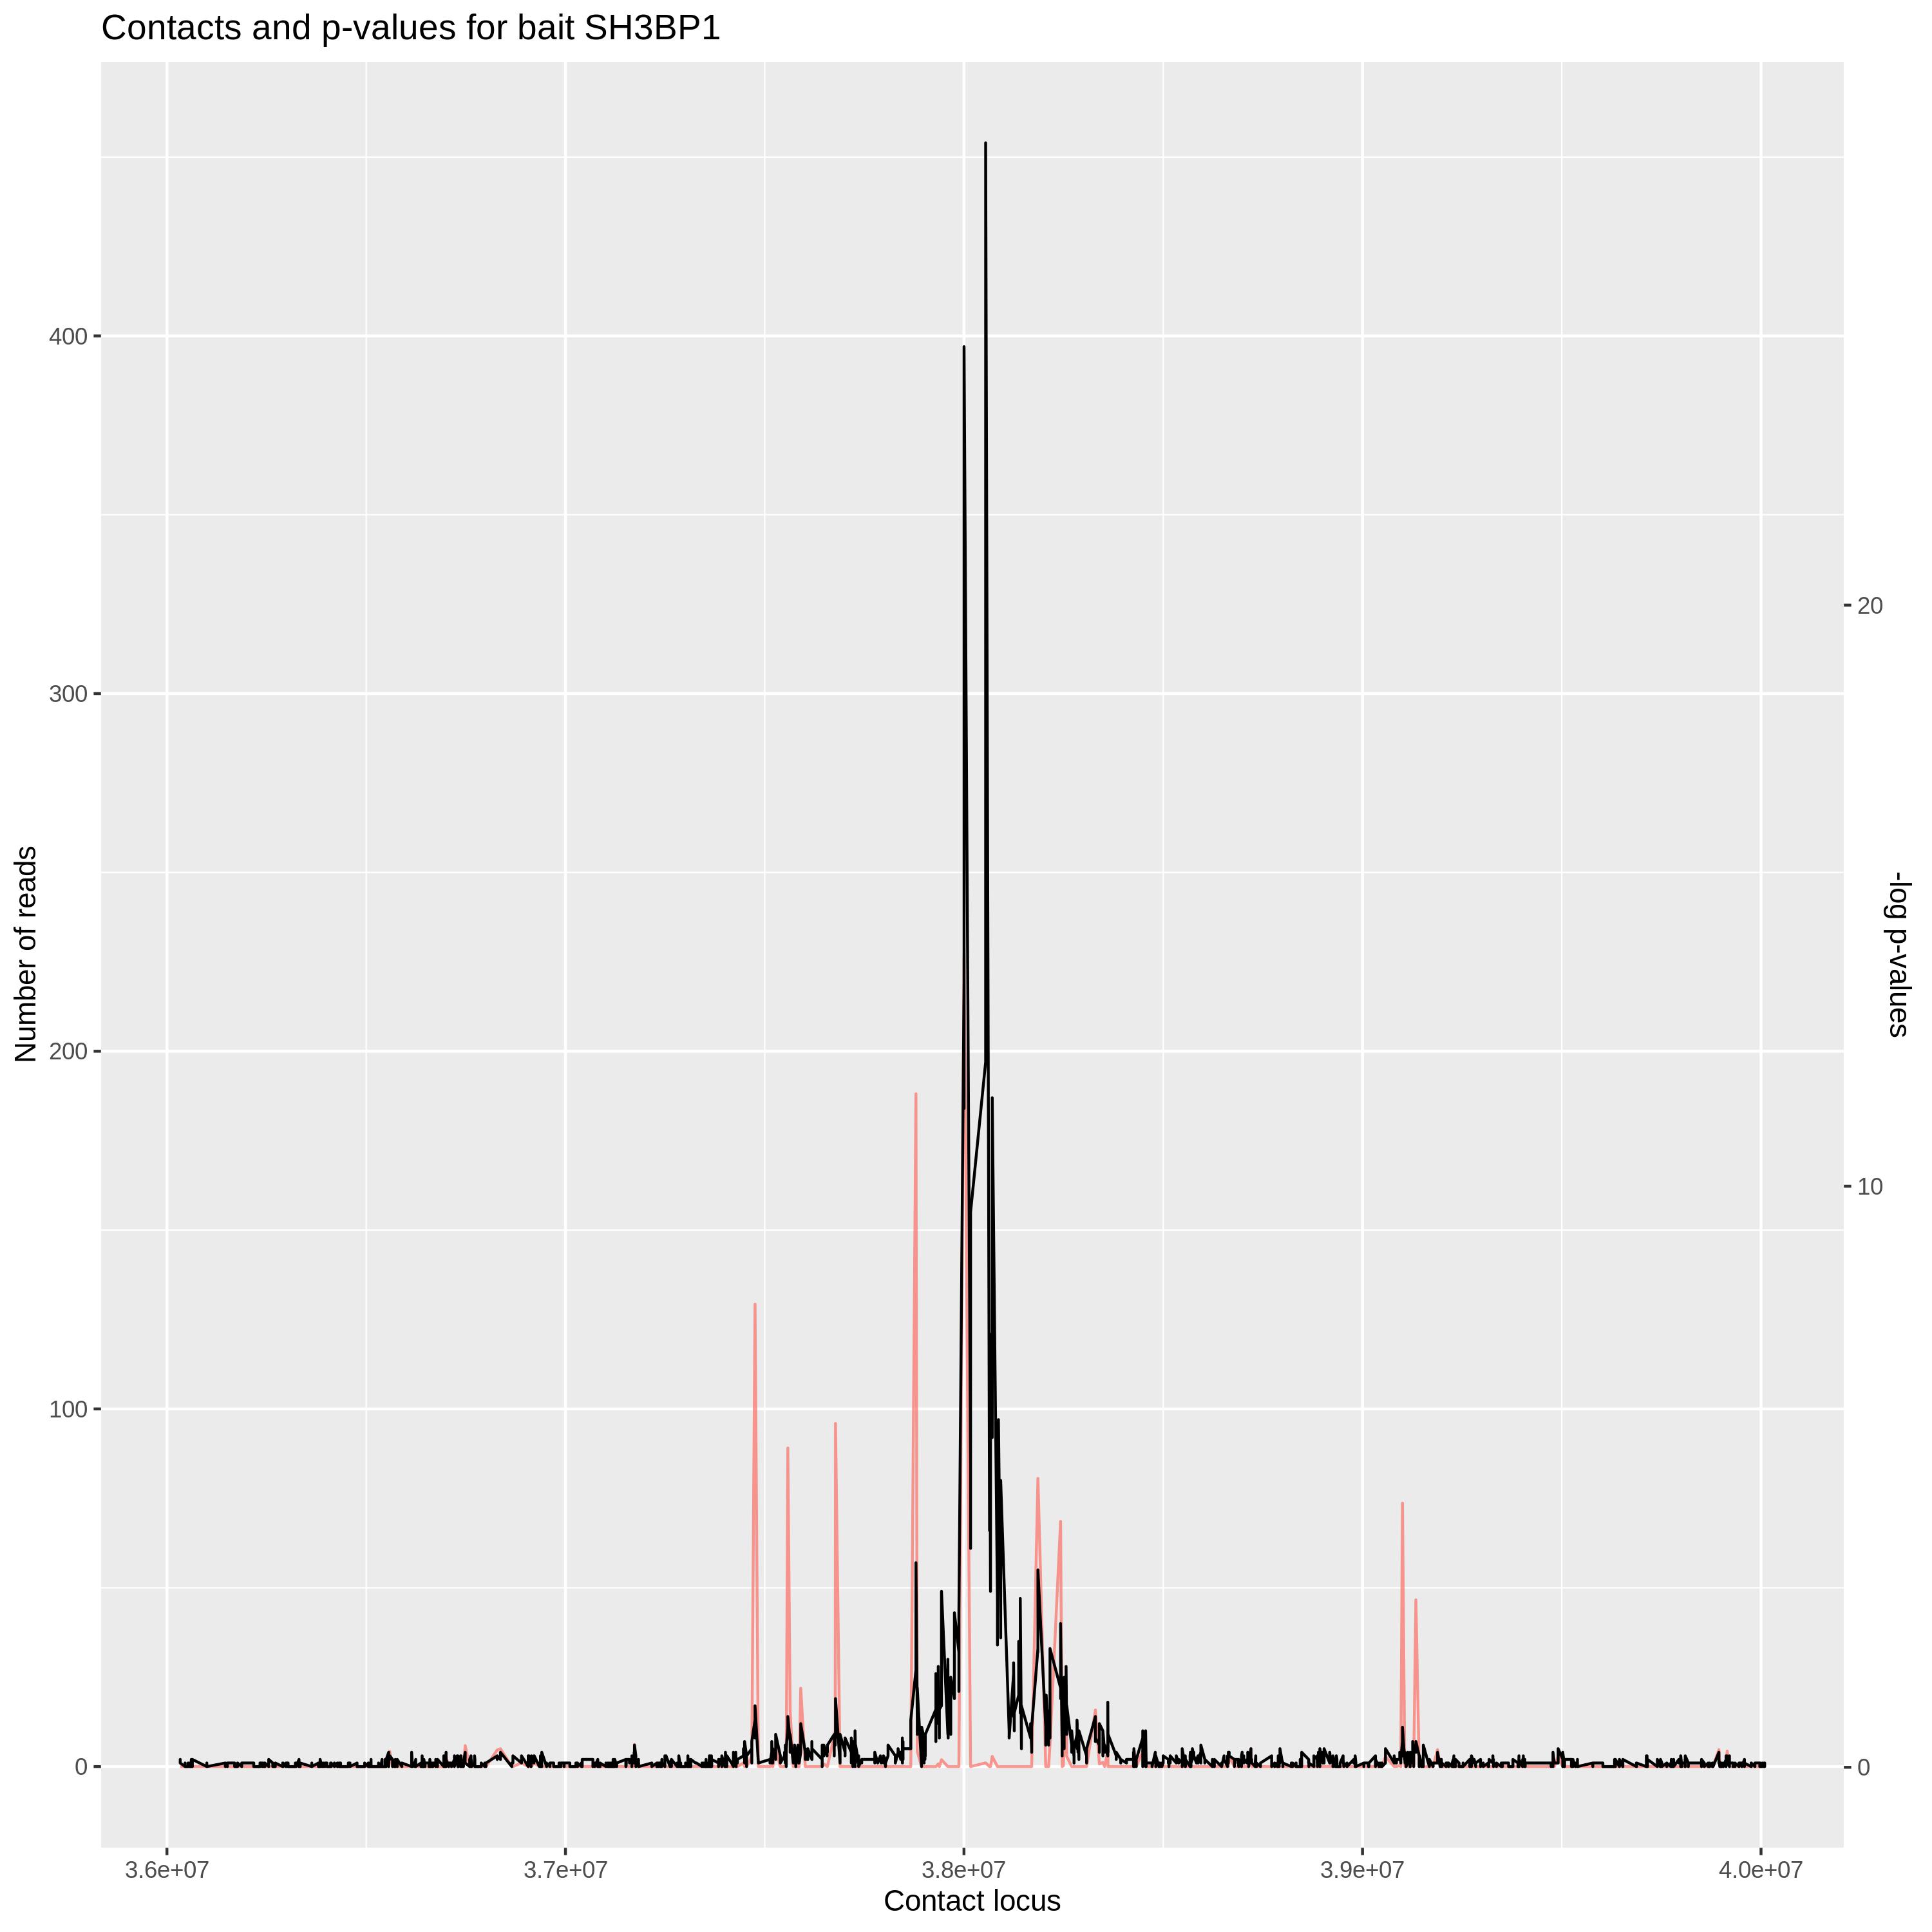 Contacts and p-values for bait SH3BP1
400
300
200
100
0
Number of reads
20
10
0
-log p-values
3.6e+07
3.7e+07
3.8e+07
3.9e+07
4.0e+07
Contact locus